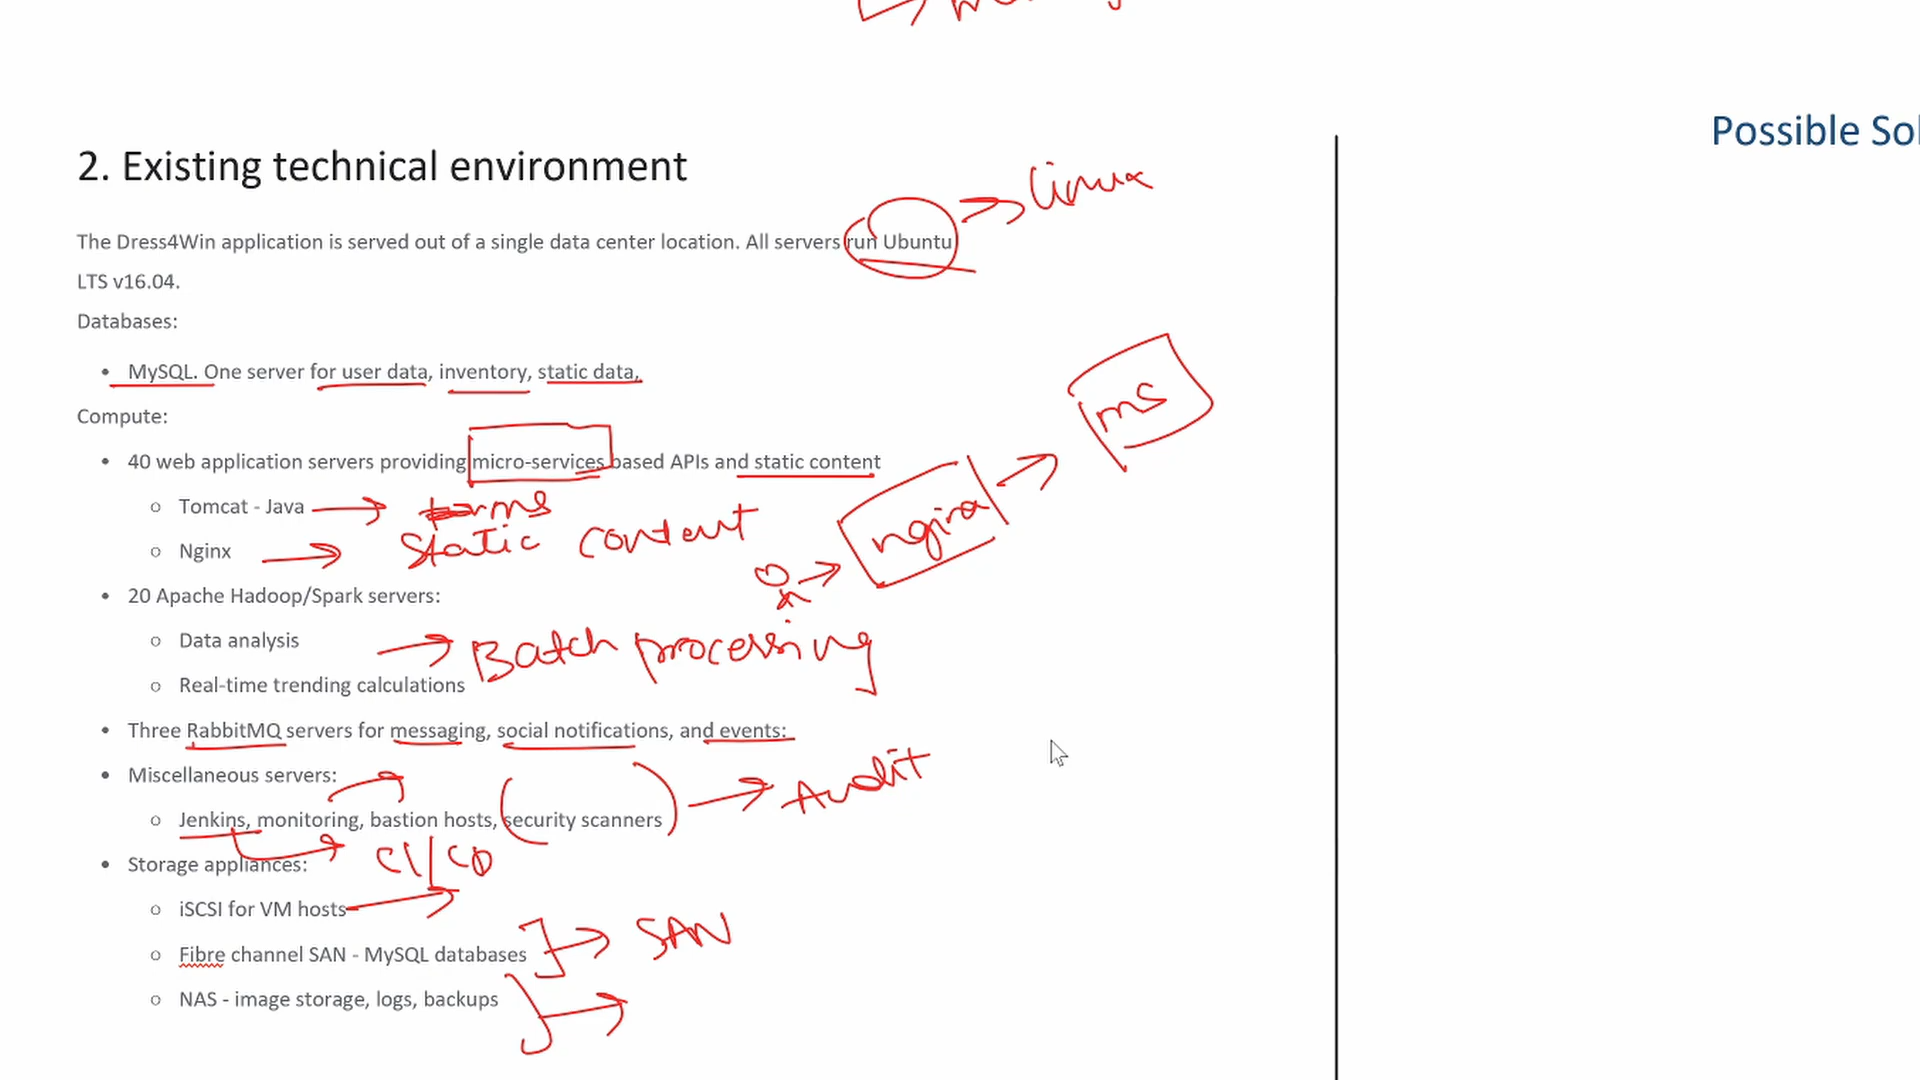 Possible Sol
2. Existing technical environment
linux
The Dress4Win application is served out of a single data center location. All servers run Ubuntu
LTS v16.04.
Databases:
• MySQL. One server for user data, inventory, static data,
ms
Compute:
• 40 web application servers providing micro-services based APIs and static content
○ Tomcat - Java
ms
nginx
○ Nginx
static content
• 20 Apache Hadoop/Spark servers:
○ Data analysis
Batch processing
○ Real-time trending calculations
• Three RabbitMQ servers for messaging, social notifications, and events:
• Miscellaneous servers:
Audit
○ Jenkins, monitoring, bastion hosts, security scanners
• Storage appliances:
CI/CD
○ iSCSI for VM hosts
SAN
○ Fibre channel SAN - MySQL databases
○ NAS - image storage, logs, backups